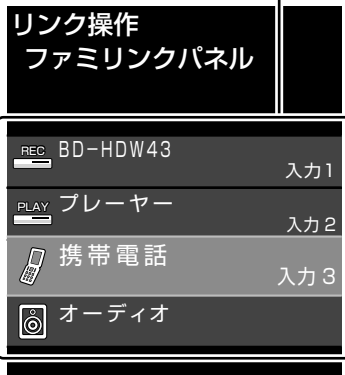 リンク操作
ファミリンクパネル
REC BD-HDW43
入力1
PLAY プレーヤー
入力2
携帯電話
入力3
オーディオ